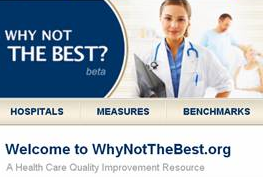 WHY NOT
THE BEST?
beta
HOSPITALS MEASURES BENCHMARKS
Welcome to WhyNotTheBest.org
A Health Care Quality Improvement Resource